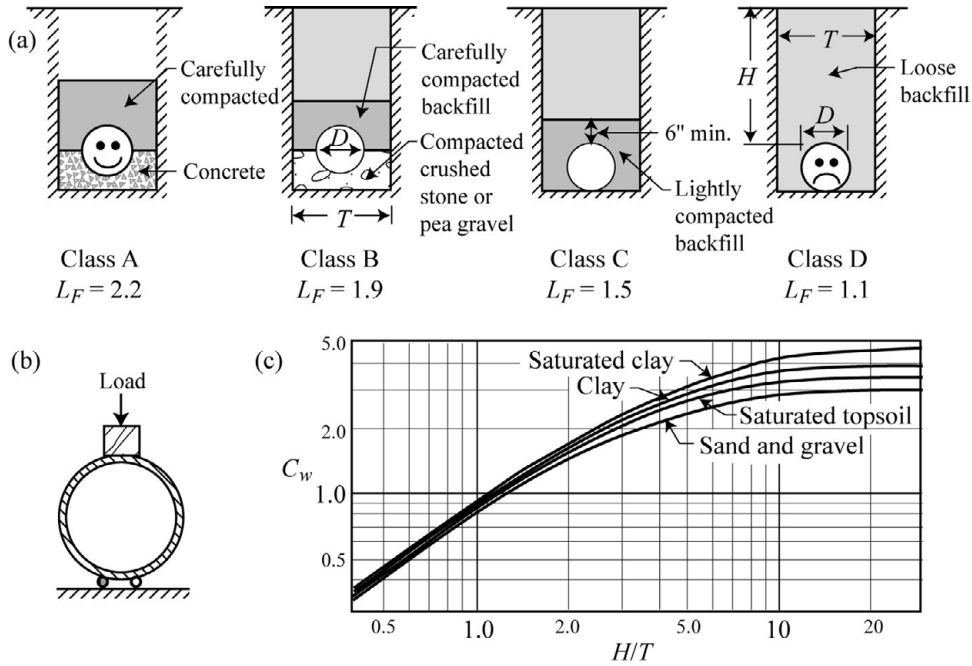 (a)
Carefully
compacted
Concrete
Class A
L_F = 2.2
D
T
Carefully
compacted
backfill
Compacted
crushed
stone or
pea gravel
Class B
L_F = 1.9
6" min.
Lightly
compacted
backfill
Class C
L_F = 1.5
T
H
D
Loose
backfill
Class D
L_F = 1.1
(b)
Load
(c)
5.0
2.0
C_w
1.0
0.5
Saturated clay
Clay
Saturated topsoil
Sand and gravel
0.5 1.0 2.0 5.0 10 20
H/T